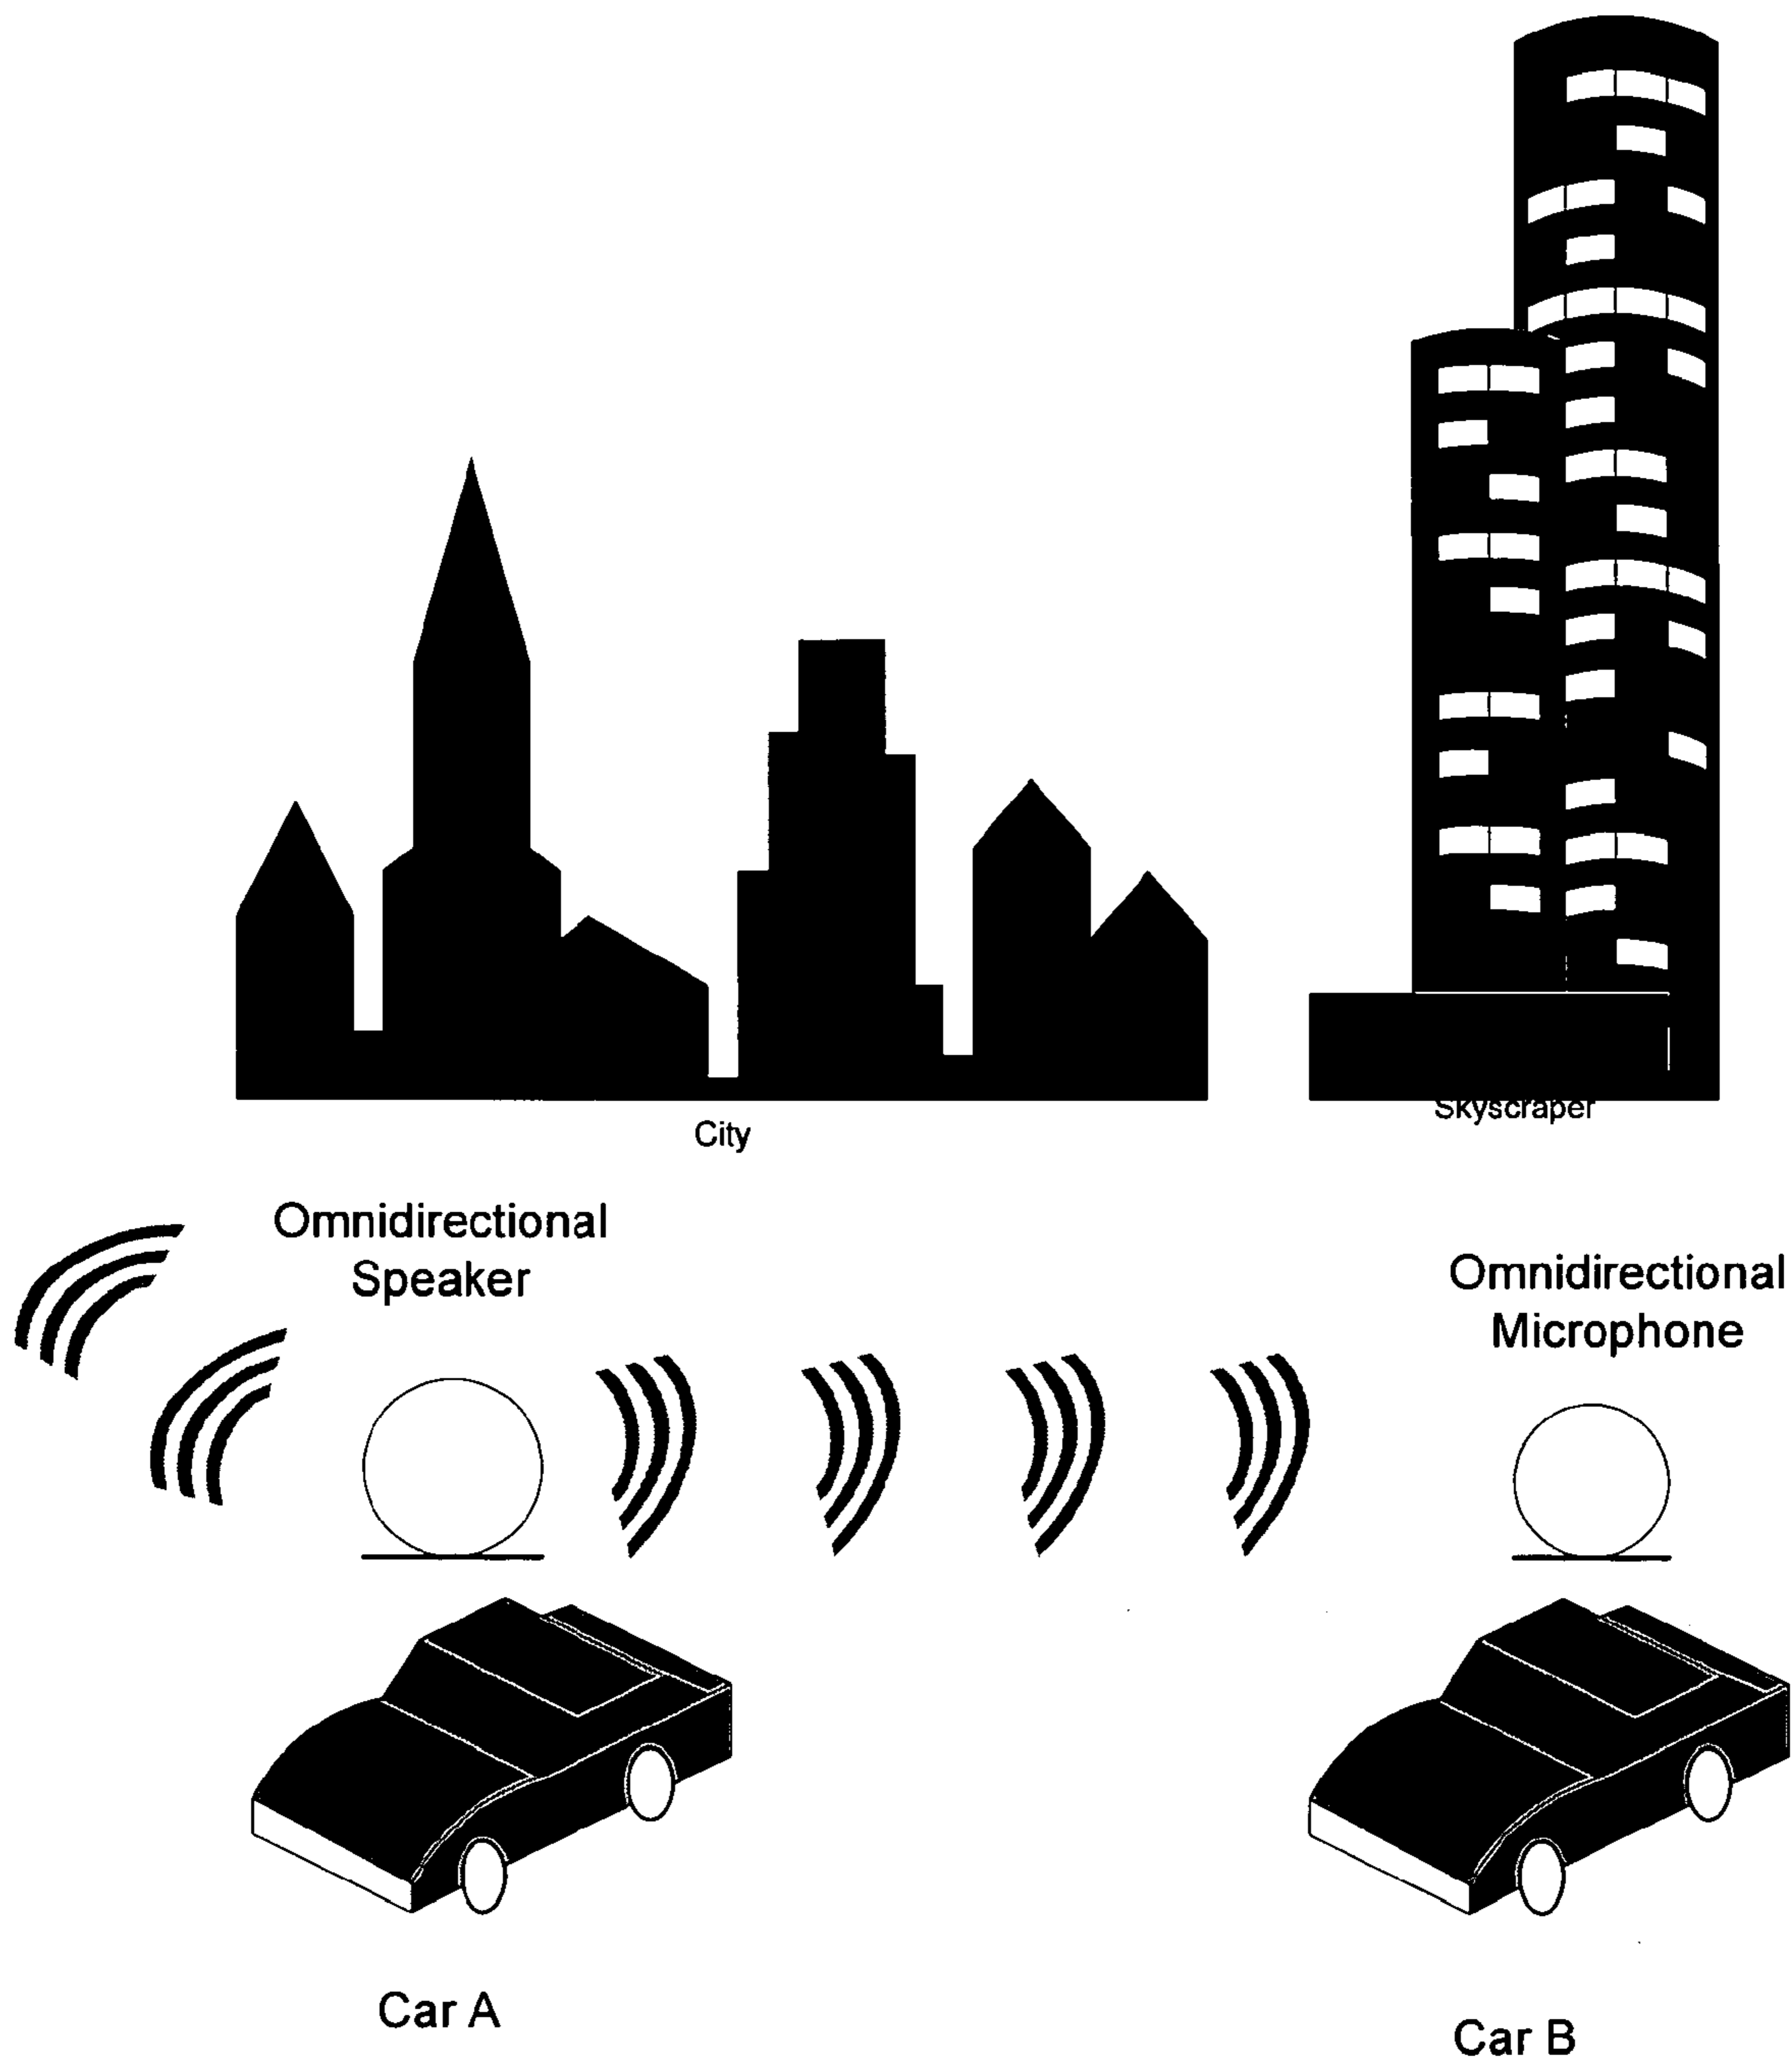 Skyscraper
City
Omnidirectional
Speaker
Omnidirectional
Microphone
Car A
Car B